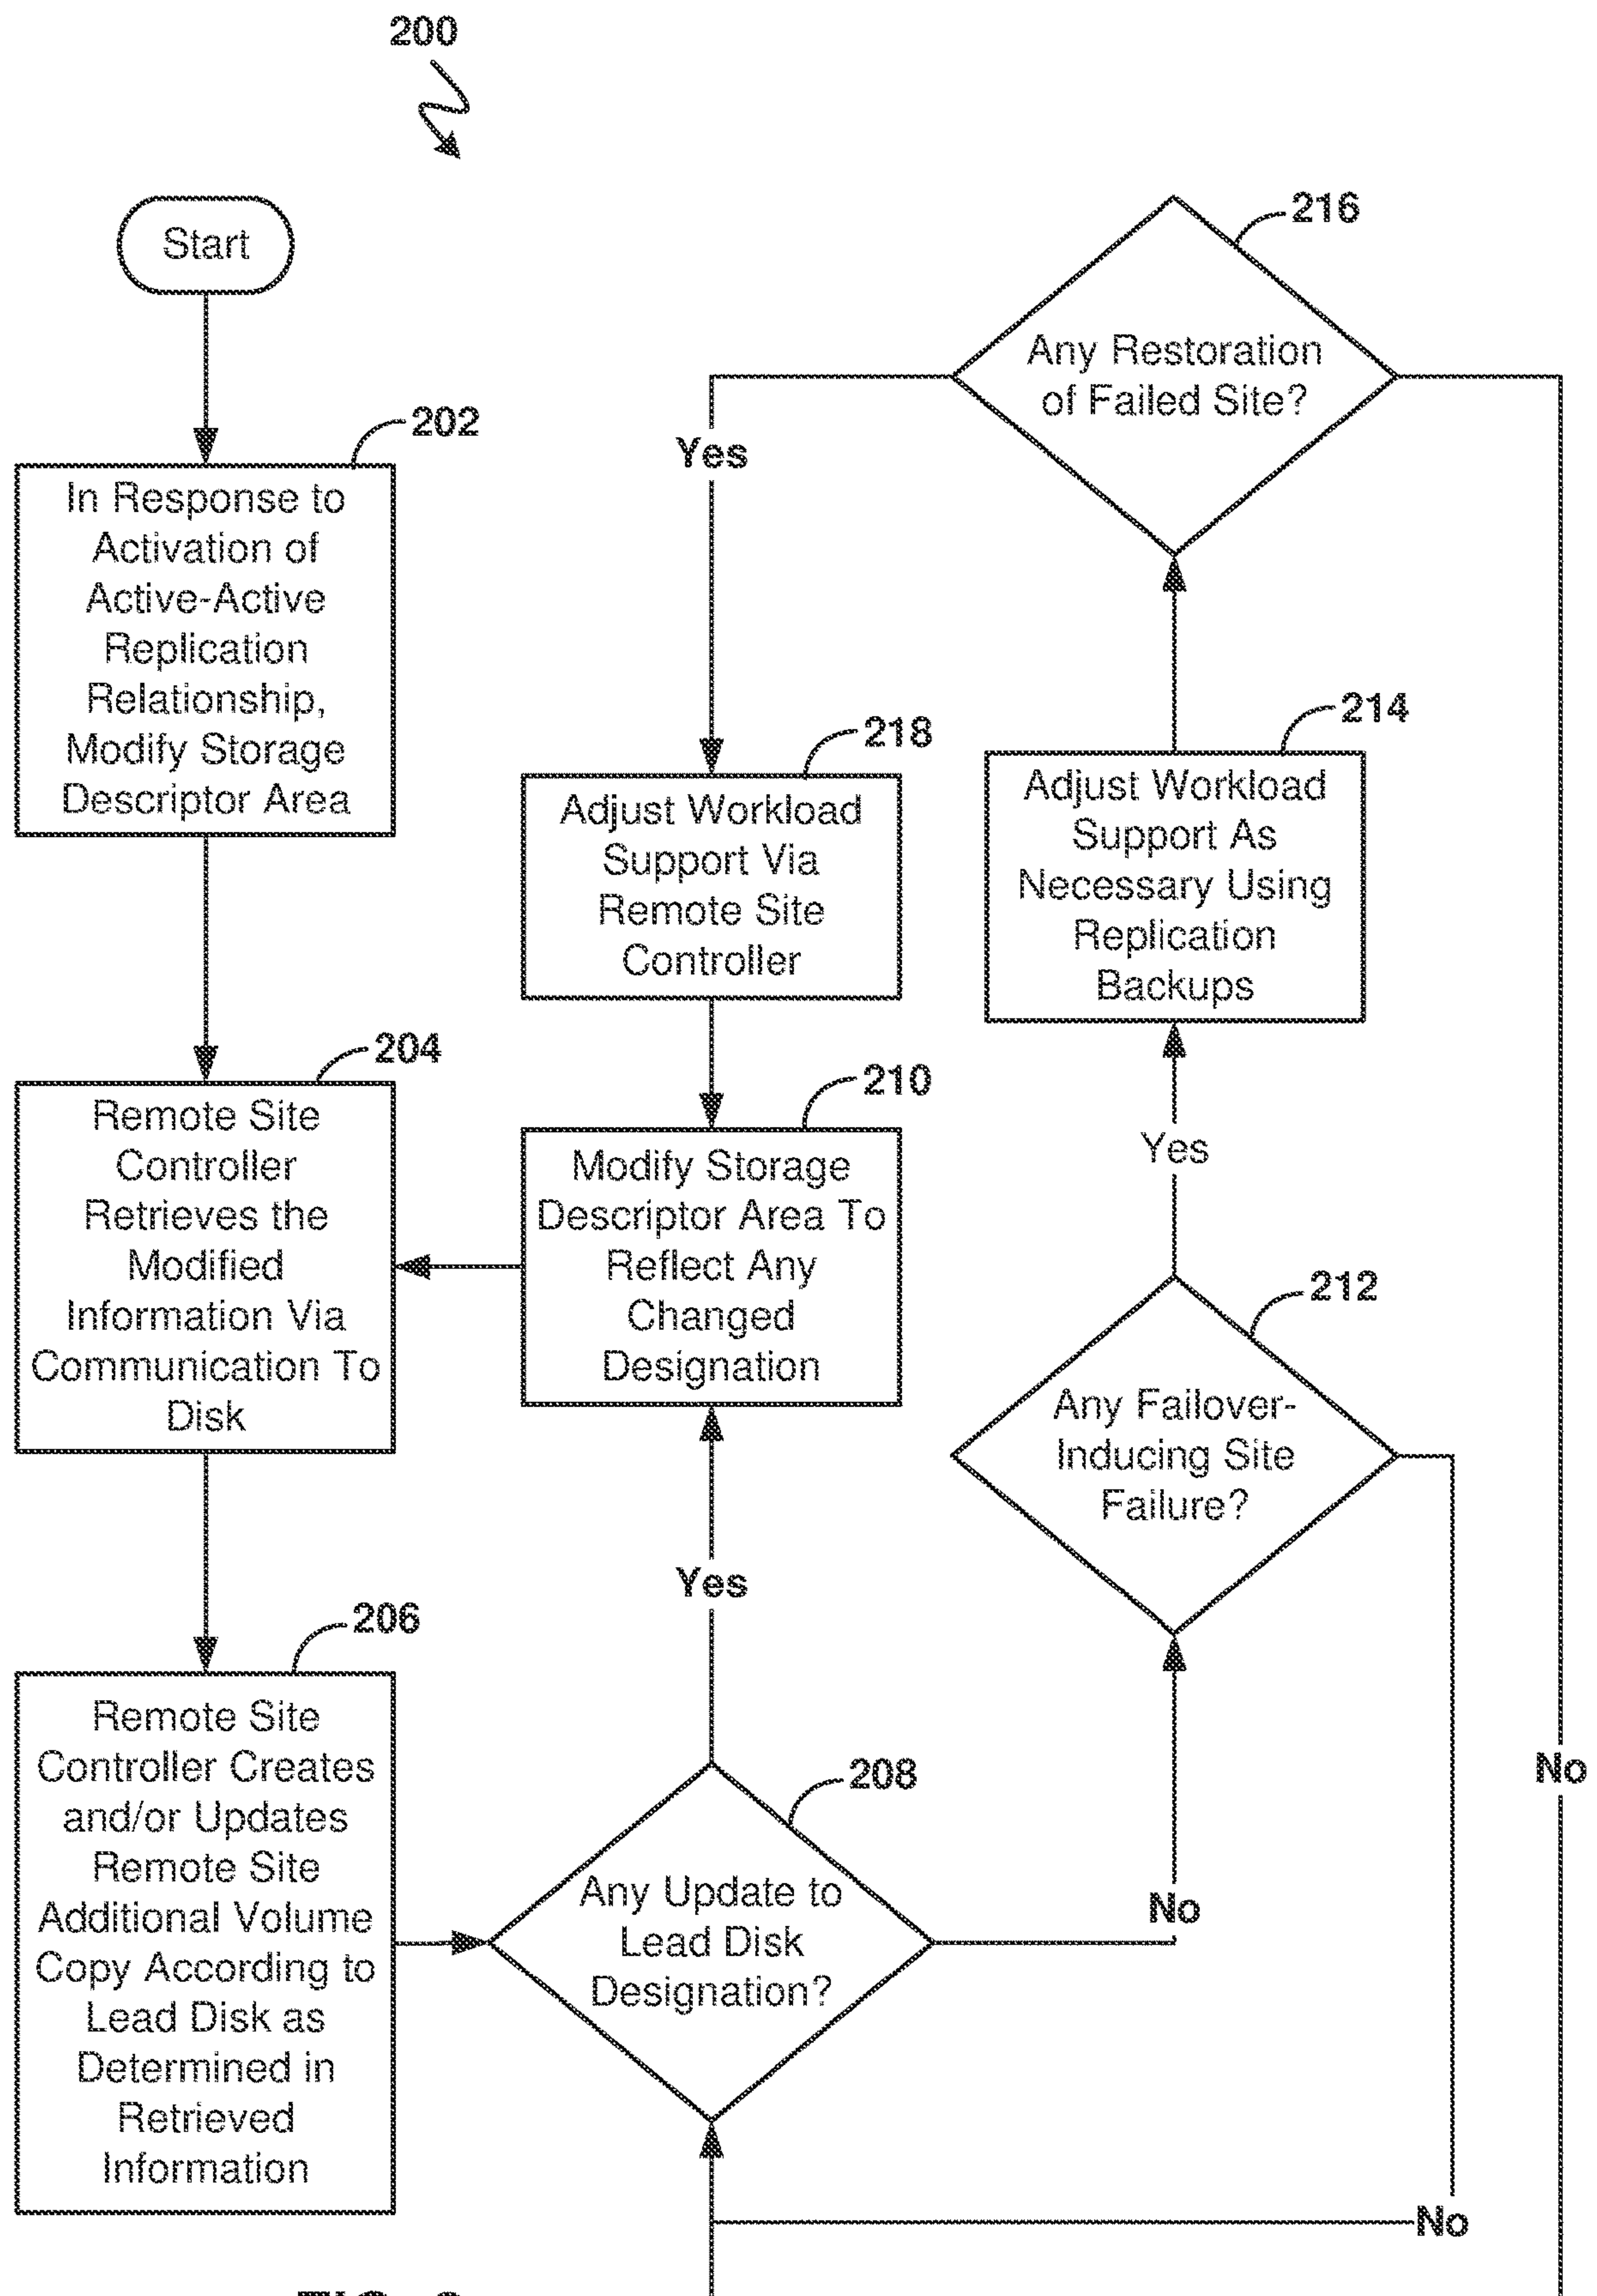 200
Start
202
In Response to
Activation of
Active-Active
Replication
Relationship,
Modify Storage
Descriptor Area
204
Remote Site
Controller
Retrieves the
Modified
Information Via
Communication To
Disk
206
Remote Site
Controller Creates
and/or Updates
Remote Site
Additional Volume
Copy According to
Lead Disk as
Determined in
Retrieved
Information
208
Any Update to
Lead Disk
Designation?
Yes
No
210
Modify Storage
Descriptor Area To
Reflect Any
Changed
Designation
212
Any Failover-
Inducing Site
Failure?
Yes
No
214
Adjust Workload
Support As
Necessary Using
Replication
Backups
216
Any Restoration
of Failed Site?
Yes
No
218
Adjust Workload
Support Via
Remote Site
Controller